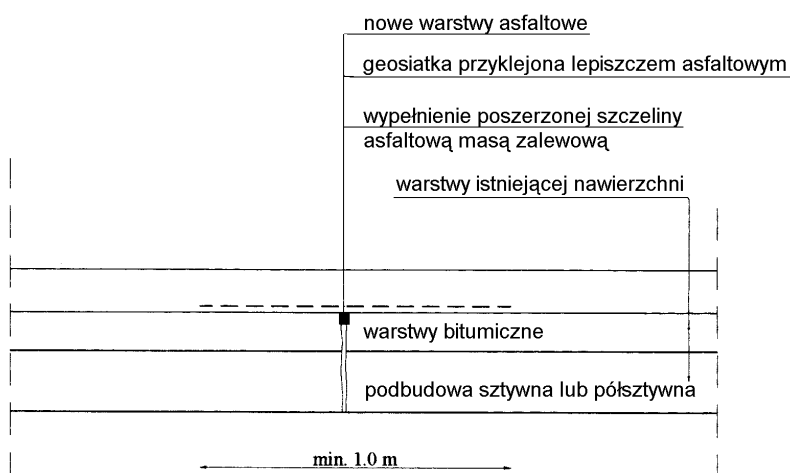 nowe warstwy asfaltowe
geosiatka przyklejona lepiszczem asfaltowym
wypełnienie poszerzonej szczeliny
asfaltową masą zalewową
warstwy istniejącej nawierzchni
warstwy bitumiczne
podbudowa sztywna lub półsztywna
min. 1.0 m